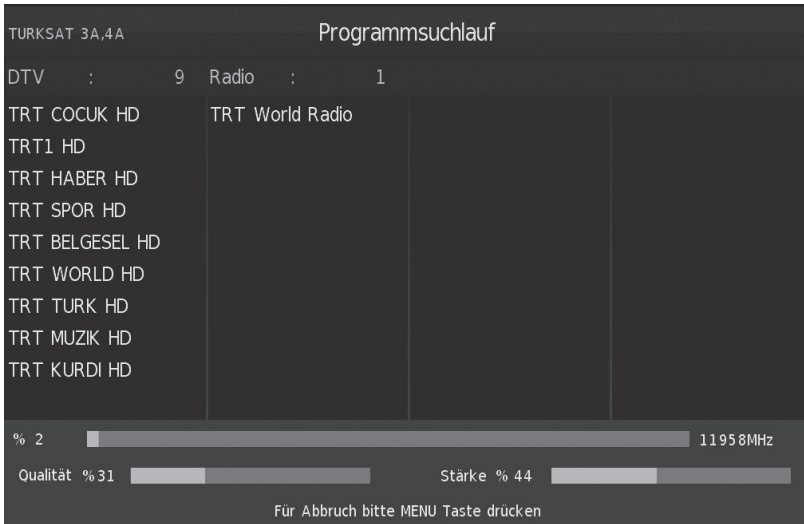 TURKSAT 3A,4A Programmsuchlauf
DTV : 9 Radio : 1
TRT COCUK HD TRT World Radio
TRT1 HD
TRT HABER HD
TRT SPOR HD
TRT BELGESEL HD
TRT WORLD HD
TRT TURK HD
TRT MUZIK HD
TRT KURDI HD
% 2 11958MHz
Qualität %31 Stärke % 44
Für Abbruch bitte MENU Taste drücken